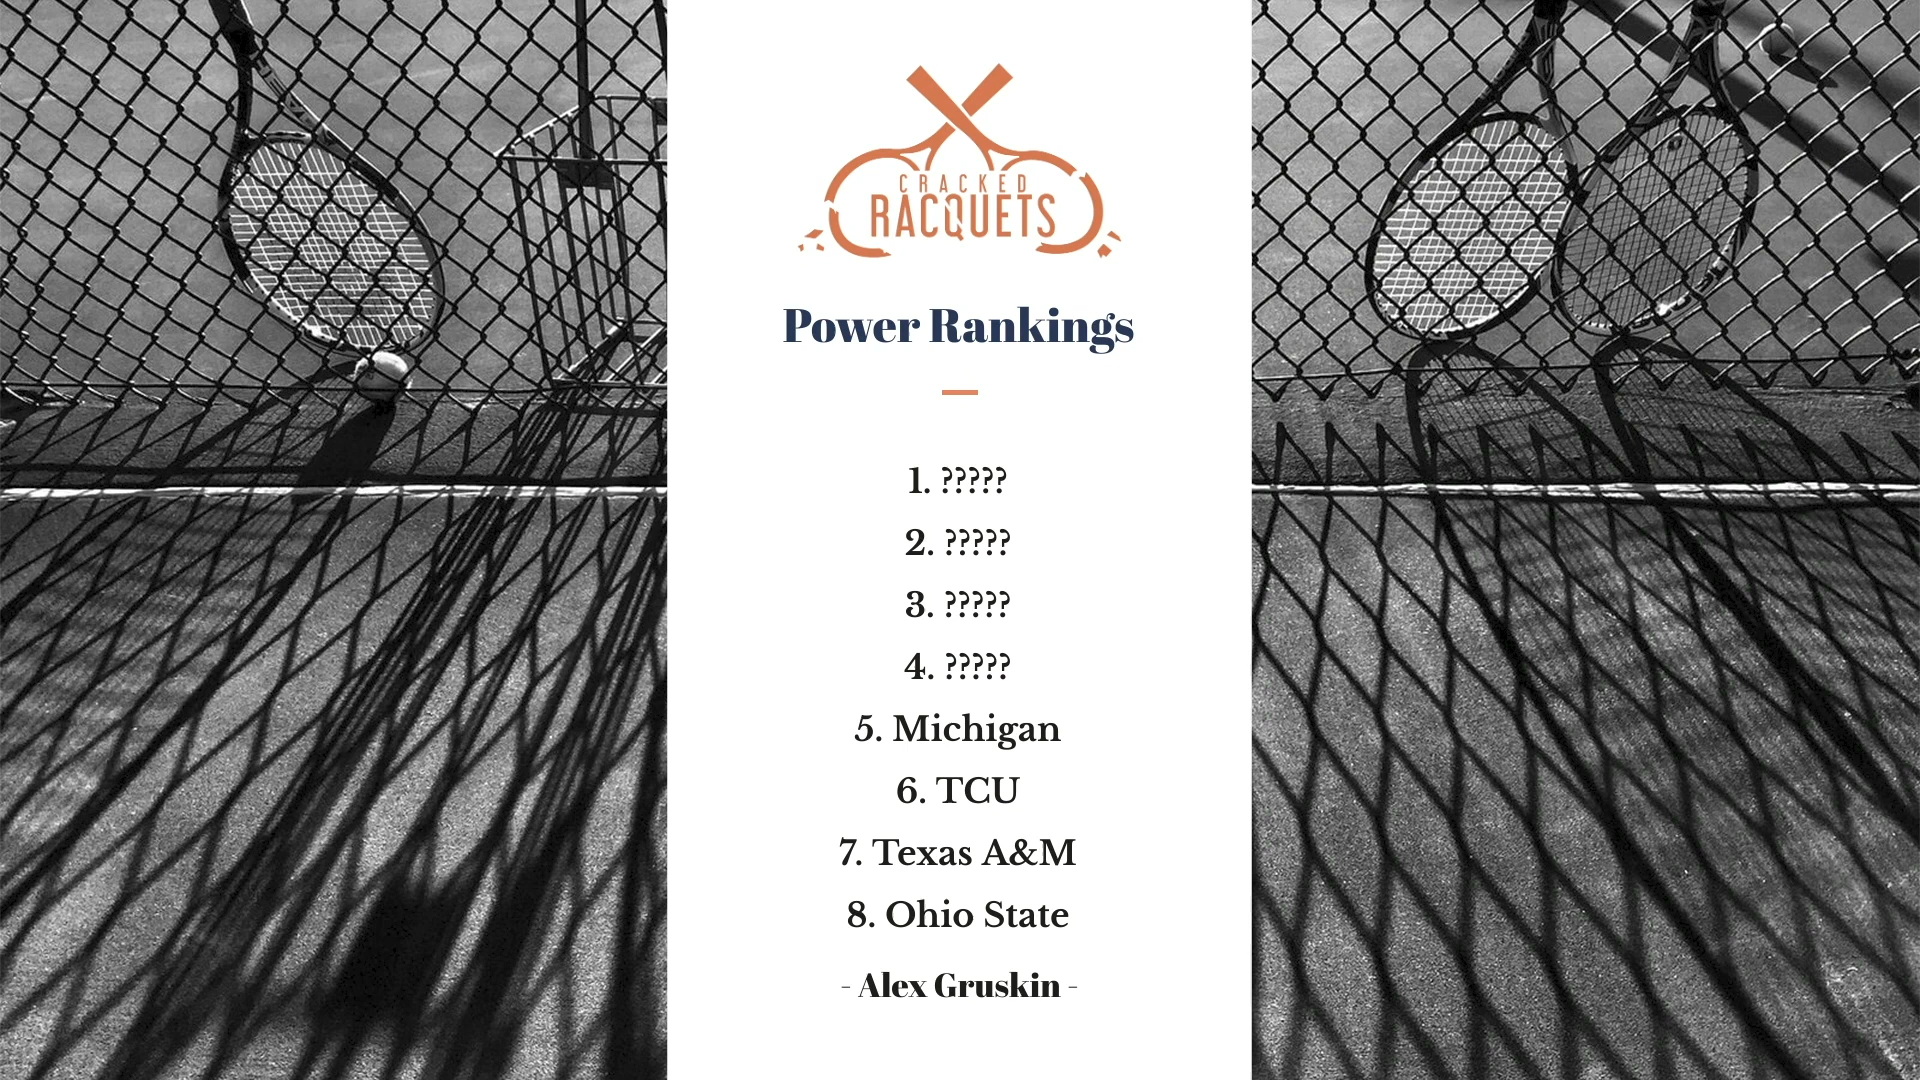 CRACKED
RACQUETS
Power Rankings
1. ?????
2. ?????
3. ?????
4. ?????
5. Michigan
6. TCU
7. Texas A&M
8. Ohio State
- Alex Gruskin -